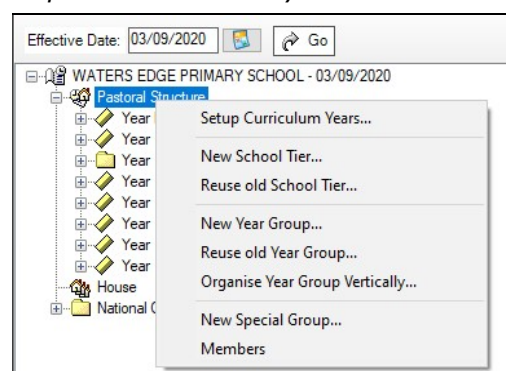 Effective Date: 03/09/2020 Go
WATERS EDGE PRIMARY SCHOOL - 03/09/2020
Pastoral Structure
Year
Year
Year
Year
Year
Year
Year
Year
House
National
Setup Curriculum Years...
New School Tier...
Reuse old School Tier...
New Year Group...
Reuse old Year Group...
Organise Year Group Vertically...
New Special Group...
Members